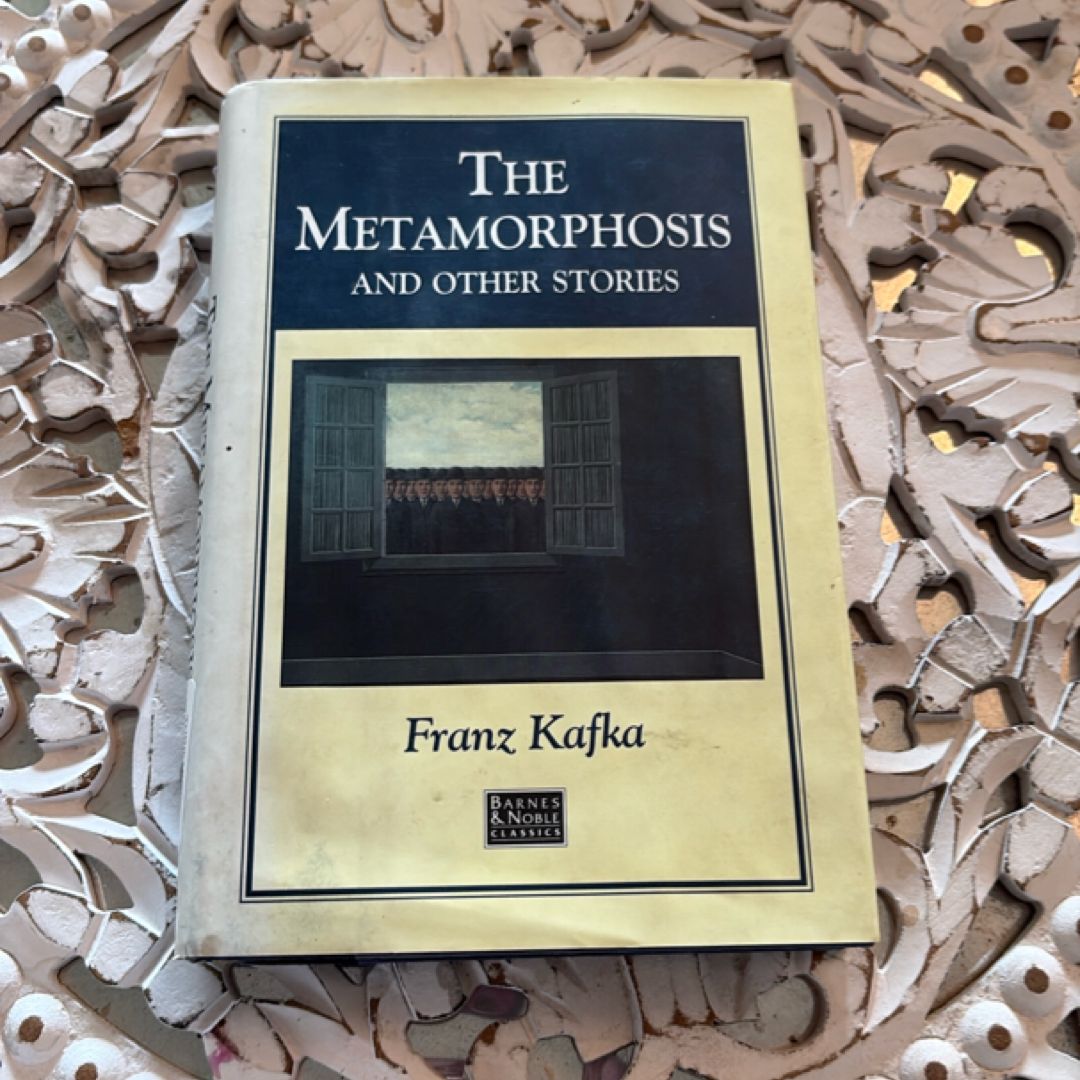 THE
METAMORPHOSIS
AND OTHER STORIES
Franz Kafka
BARNES
& NOBLE
CLASSICS